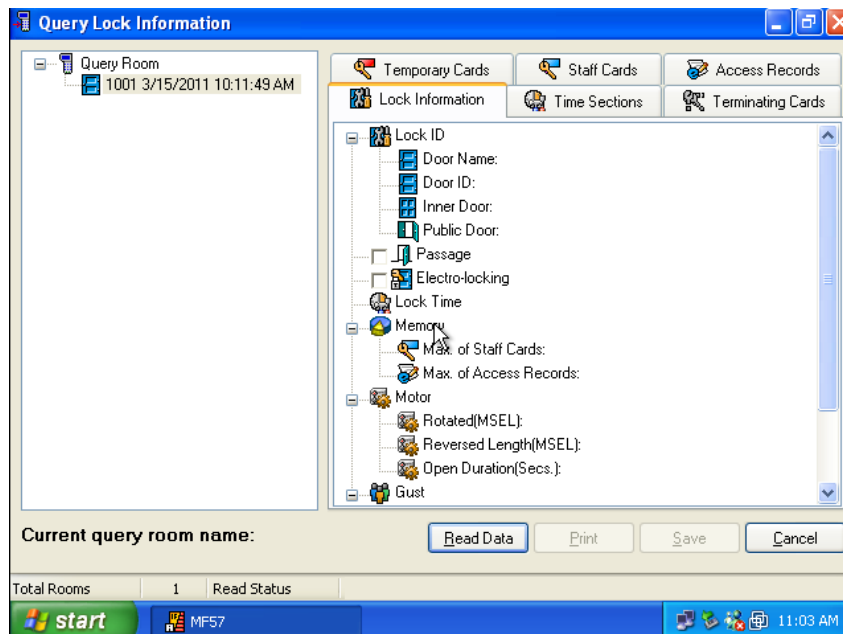 Query Lock Information
Query Room
1001 3/15/2011 10:11:49 AM
Temporary Cards
Staff Cards
Access Records
Lock Information
Time Sections
Terminating Cards
Lock ID
Door Name:
Door ID:
Inner Door:
Public Door:
Passage
Electro-locking
Lock Time
Memory
Max. of Staff Cards:
Max. of Access Records:
Motor
Rotated(MSEL):
Reversed Length(MSEL):
Open Duration(Secs.):
Gust
Current query room name:
Read Data
Print
Save
Cancel
Total Rooms 1 Read Status
start
MF57
11:03 AM